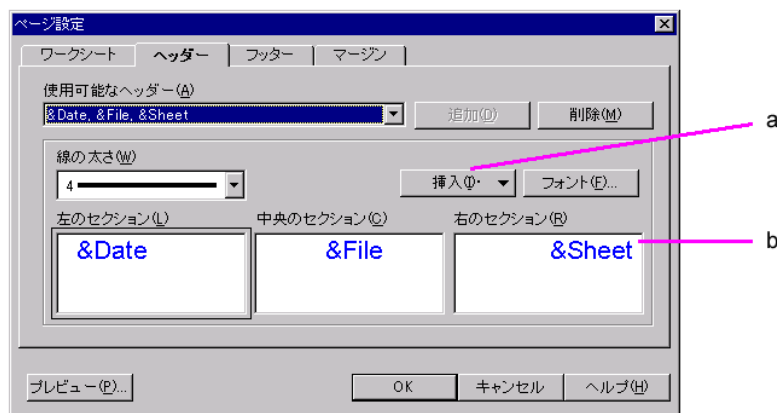 ページ設定
ワークシート ヘッダー フッター マージン
使用可能なヘッダー(A)
&Date, &File, &Sheet 追加(D) 削除(M)
a
線の太さ(W)
4 挿入(I)· フォント(F)...
左のセクション(L) 中央のセクション(C) 右のセクション(R)
&Date &File &Sheet
b
プレビュー(P)... OK キャンセル ヘルプ(H)